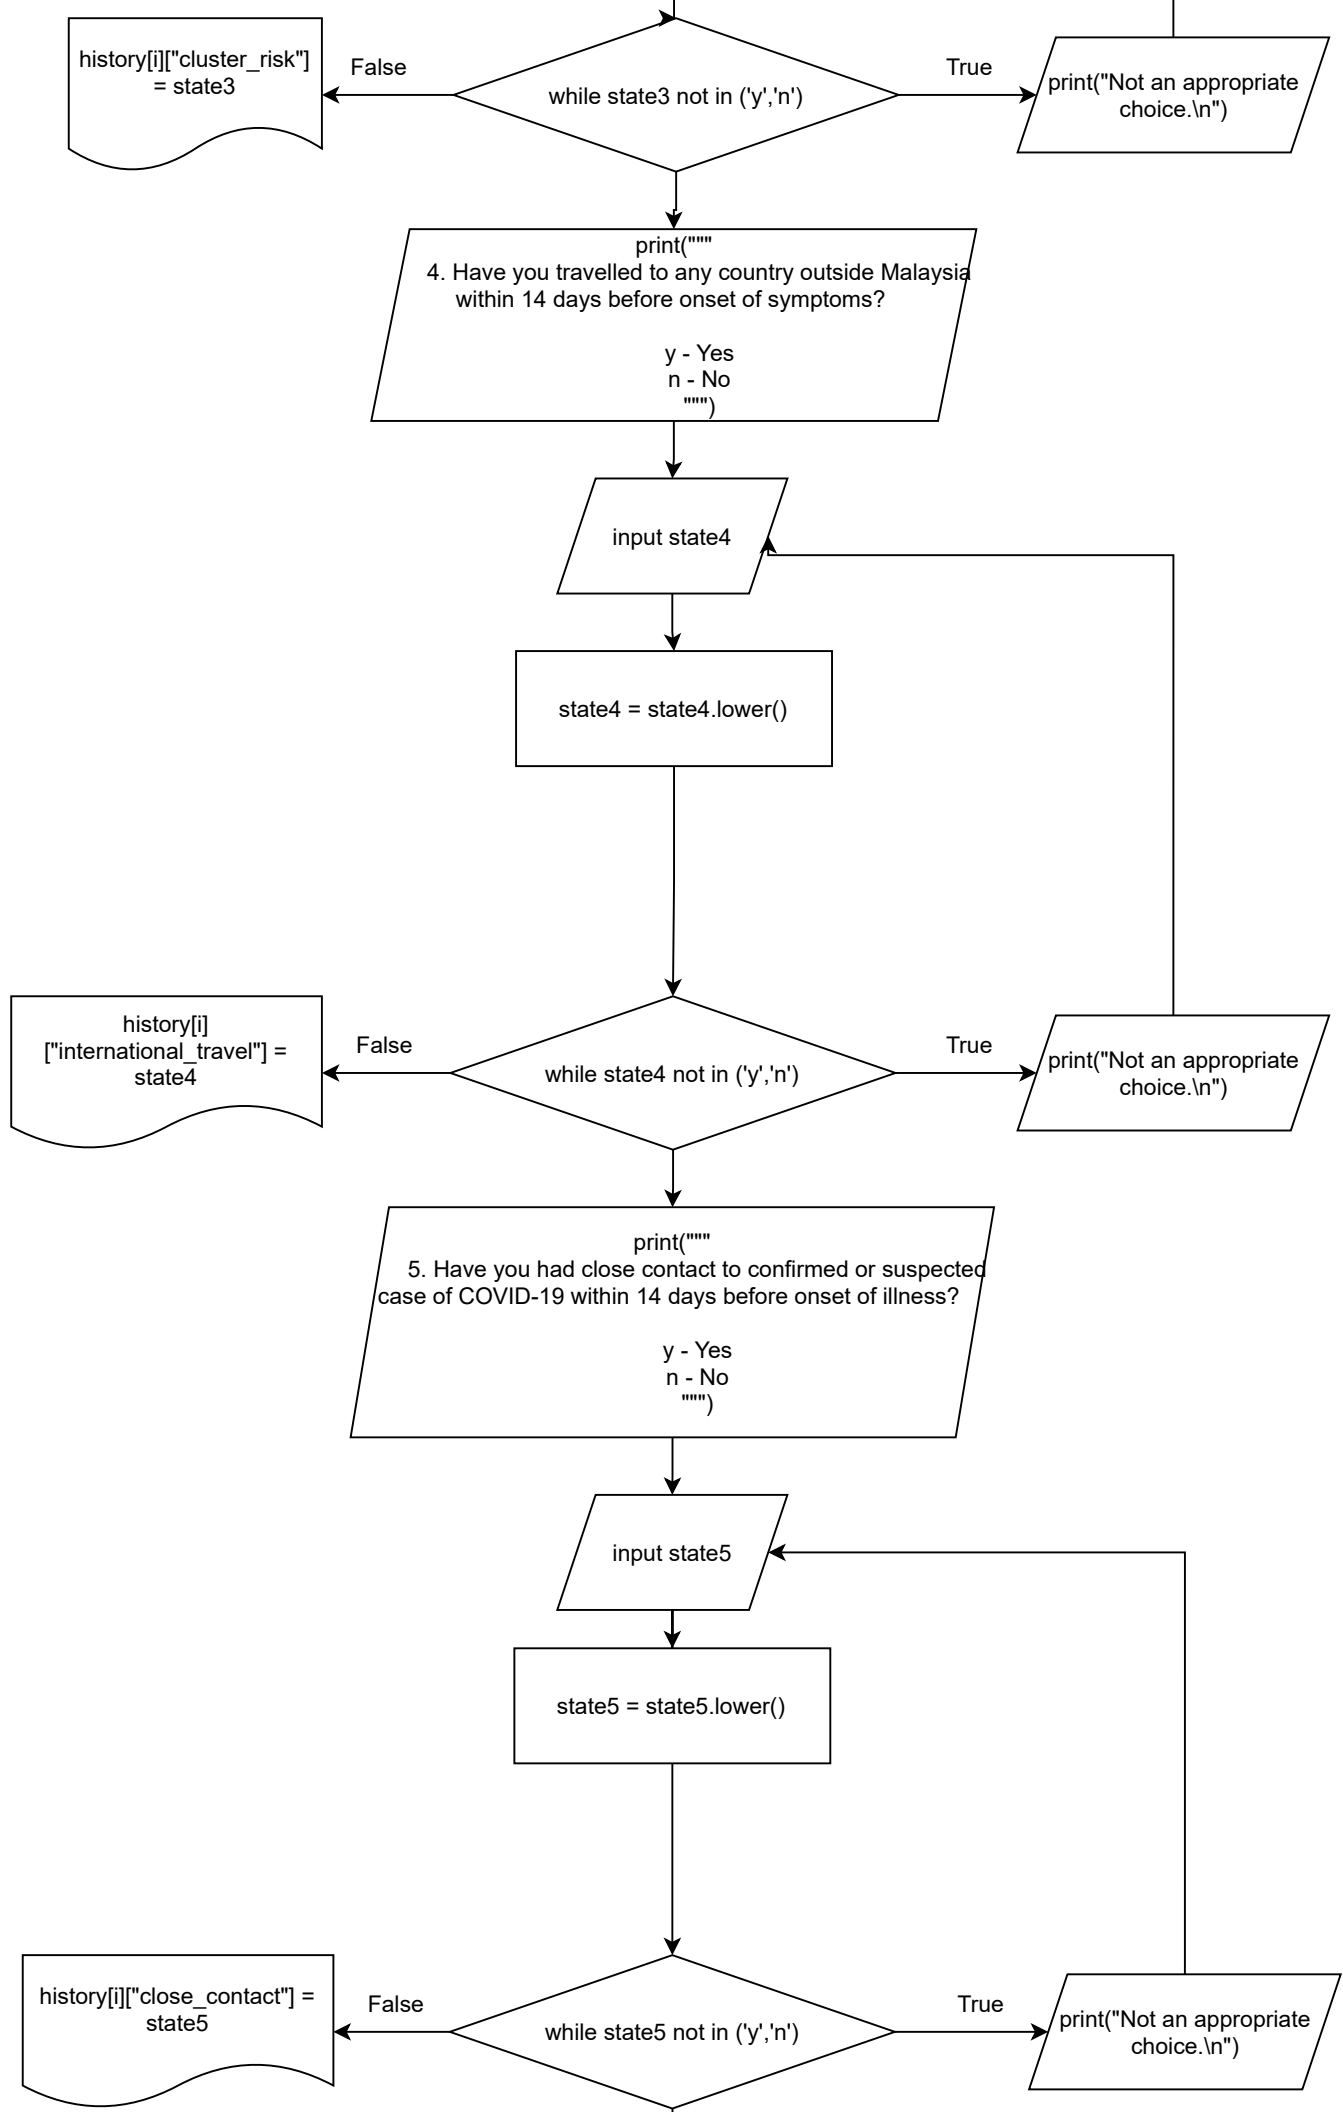 history[i]["cluster_risk"]
= state3
False
while state3 not in ('y','n')
True
print("Not an appropriate
choice.\n")
print("""
4. Have you travelled to any country outside Malaysia
within 14 days before onset of symptoms?
y - Yes
n - No
""")
input state4
state4 = state4.lower()
history[i]
["international_travel"] =
state4
False
while state4 not in ('y','n')
True
print("Not an appropriate
choice.\n")
print("""
5. Have you had close contact to confirmed or suspected
case of COVID-19 within 14 days before onset of illness?
y - Yes
n - No
""")
input state5
state5 = state5.lower()
history[i]["close_contact"] =
state5
False
while state5 not in ('y','n')
True
print("Not an appropriate
choice.\n")